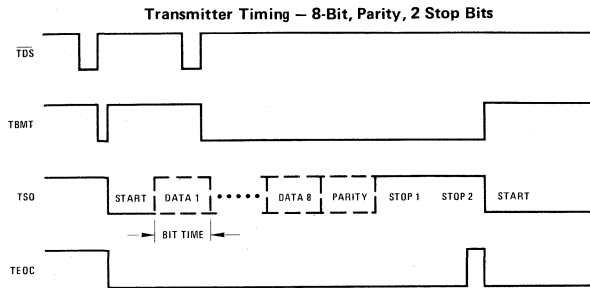 Transmitter Timing — 8-Bit, Parity, 2 Stop Bits
TDS
TBMT
TSO START DATA 1 ····· DATA 8 PARITY STOP 1 STOP 2 START
BIT TIME
TEOC